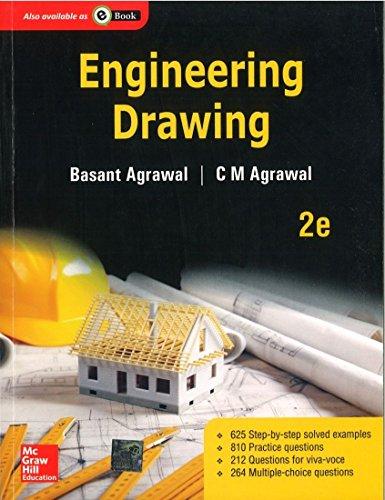 Also available as e Book
Engineering
Drawing
Basant Agrawal | C M Agrawal
2e
• 625 Step-by-step solved examples
• 810 Practice questions
• 212 Questions for viva-voce
• 264 Multiple-choice questions
Mc
Graw
Hill
Education